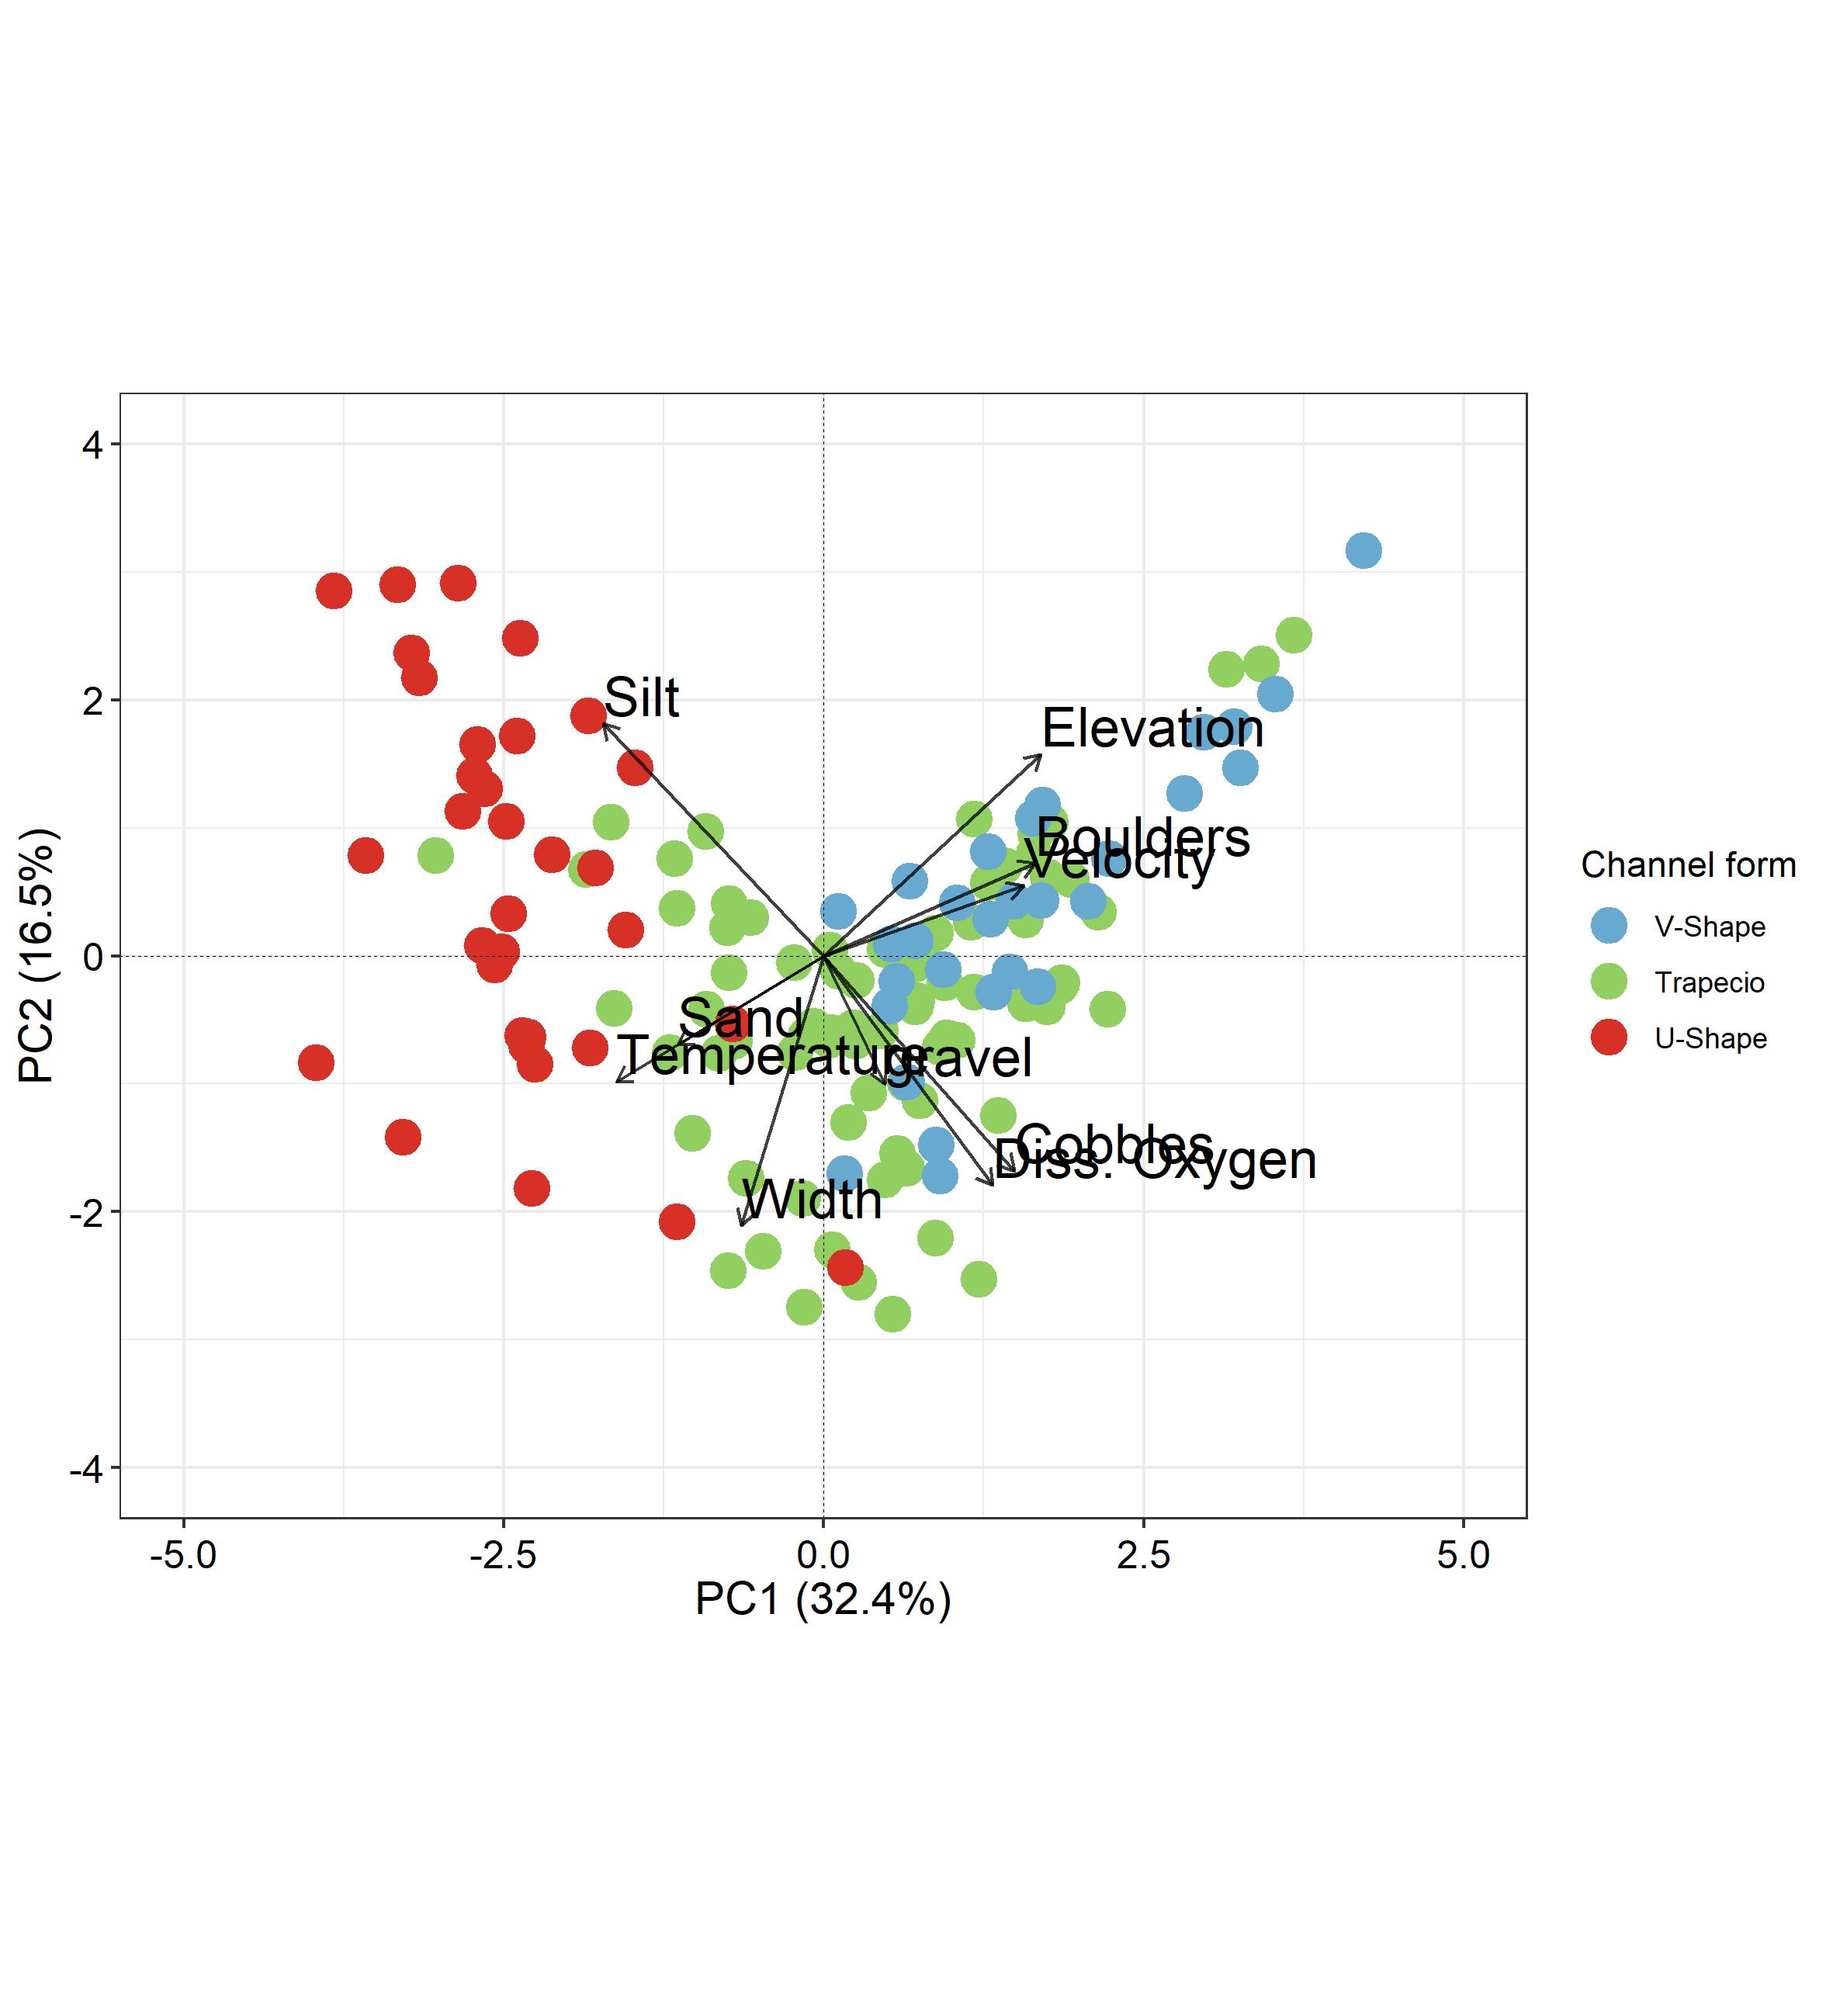 4
2
0
-2
-4
PC2 (16.5%)
Silt
Elevation
Boulders
Velocity
Sand
Temperature
gravel
Cobbles
Diss. Oxygen
Width
-5.0
-2.5
0.0
2.5
5.0
PC1 (32.4%)
Channel form
V-Shape
Trapecio
U-Shape